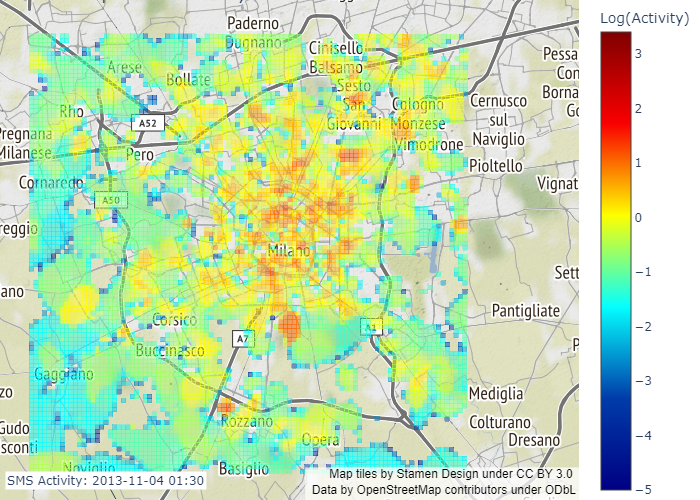 Log(Activity)
3
2
1
0
−1
−2
−3
−4
−5
Paderno
Dugnano
Cinisello
Balsamo
Arese
Bollate
Sesto
San
Giovanni
Cologno
Monzese
Cernusco
sul
Naviglio
Pessa
Borna
Rho
A52
Pregnana
Milanese
Pero
Vimodrone
Pioltello
Cornaredo
Vignat
A50
reggio
Milano
Sett
ano
Pantigliate
Corsico
A7
A1
Buccinasco
Gaggiano
Mediglia
Rozzano
Colturano
Dresano
Gudo
sconti
Opera
Noviglio
Basiglio
SMS Activity: 2013-11-04 01:30
Map tiles by Stamen Design under CC BY 3.0
Data by OpenStreetMap contributors under ODbL